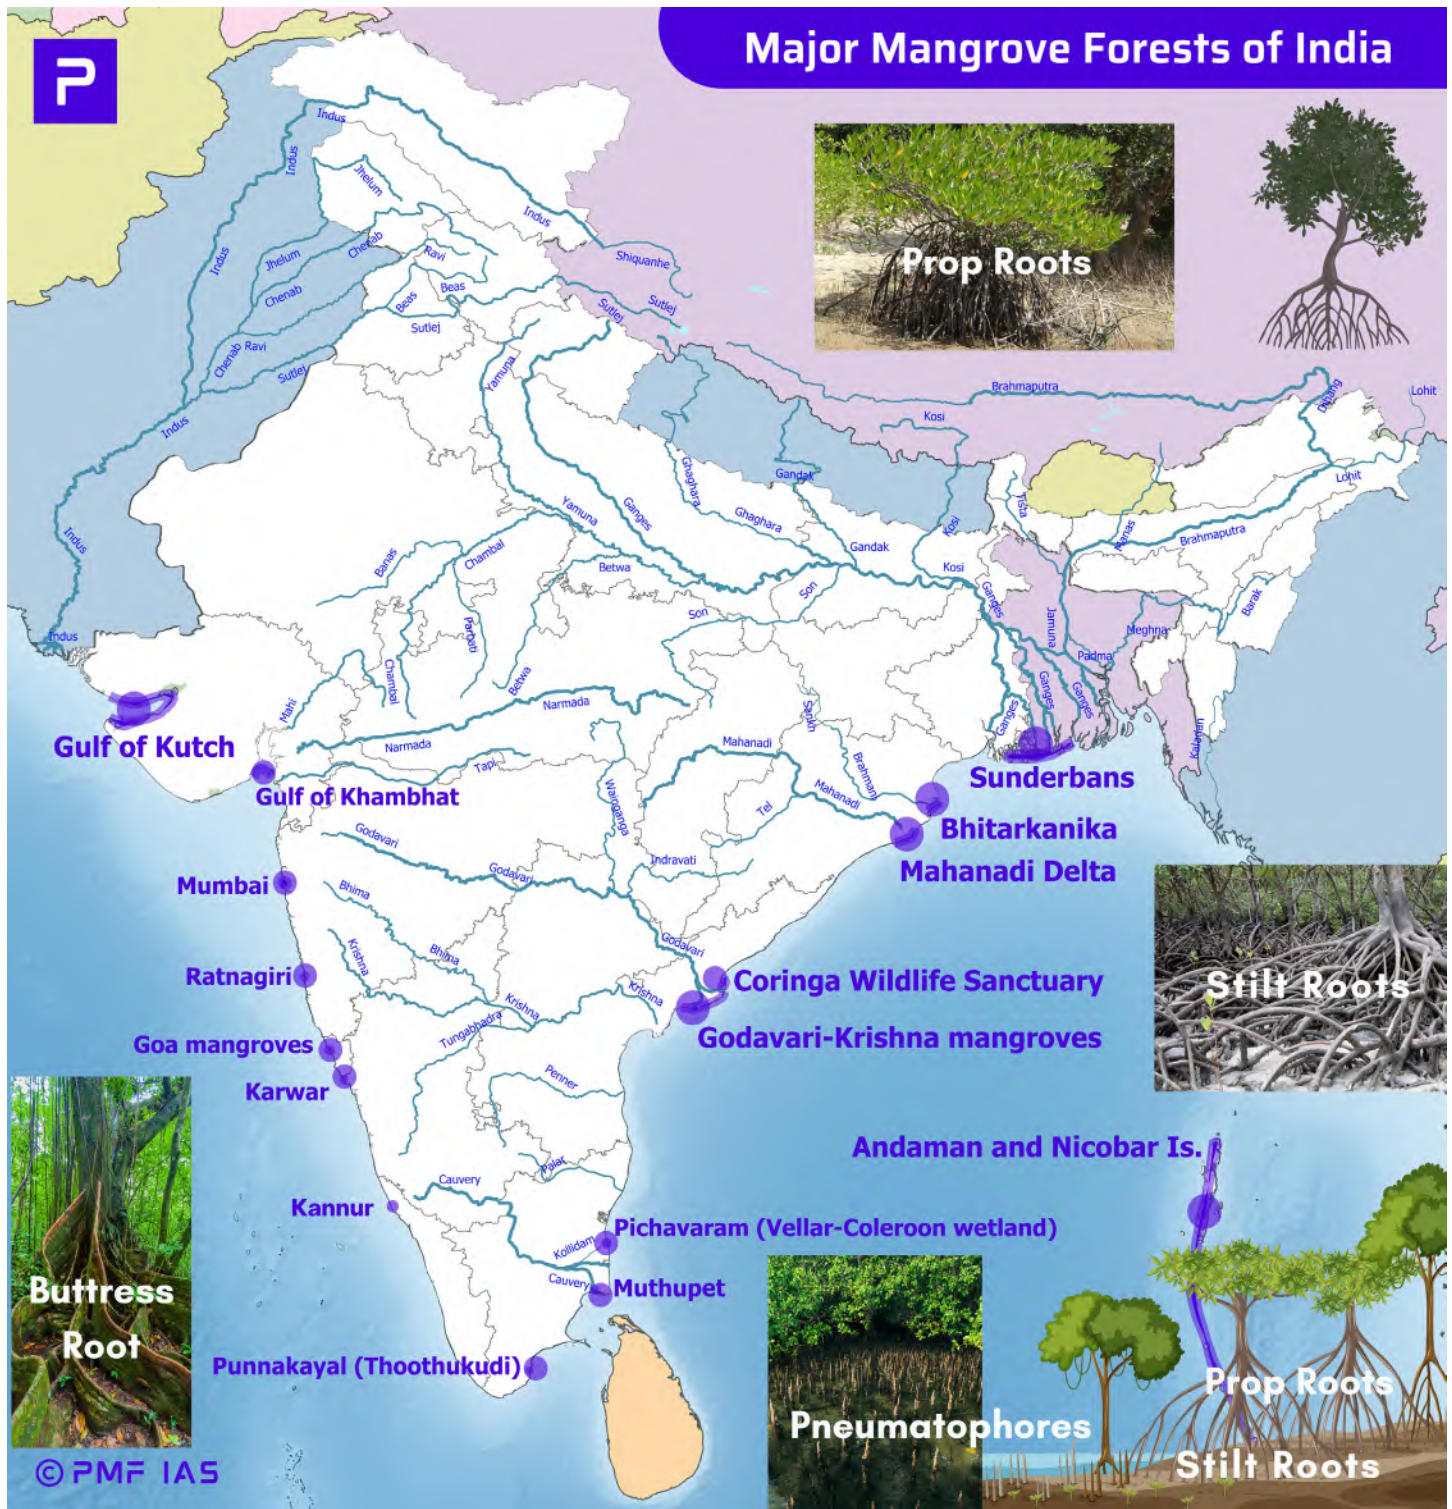 P
Major Mangrove Forests of India
Indus
Indus
Jhelum
Prop Roots
Indus
Indus
Chenab
Ravi
Jhelum
Shiquanhe
Chenab
Beas
Beas
Sutlej
Sutlej
Sutlej
Chenab
Ravi
Sutlej
Yamuna
Brahmaputra
Dihang
Lohit
Indus
Kosi
Ghaghara
Gandak
Lohit
Tista
Yamuna
Ganges
Ghaghara
Kosi
Manas
Brahmaputra
Indus
Banas
Chambal
Betwa
Gandak
Kosi
Son
Ganges
Barak
Son
Jamuna
Meghna
Indus
Parbati
Padma
Chambal
Betwa
Ganges
Ganges
Mahi
Narmada
Sankh
Ganges
Gulf of Kutch
Narmada
Mahanadi
Kaladan
Tapi
Brahmani
Sunderbans
Gulf of Khambhat
Wainganga
Mahanadi
Tel
Bhitarkanika
Godavari
Indravati
Mahanadi Delta
Godavari
Mumbai
Bhima
Godavari
Krishna
Bhima
Ratnagiri
Coringa Wildlife Sanctuary
Stilt Roots
Krishna
Krishna
Tungabhadra
Godavari-Krishna mangroves
Goa mangroves
Penner
Karwar
Andaman and Nicobar Is.
Palar
Cauvery
Kannur
Pichavaram (Vellar-Coleroon wetland)
Kollidam
Cauvery
Muthupet
Buttress
Root
Punnakayal (Thoothukudi)
Prop Roots
Pneumatophores
Stilt Roots
© PMF IAS